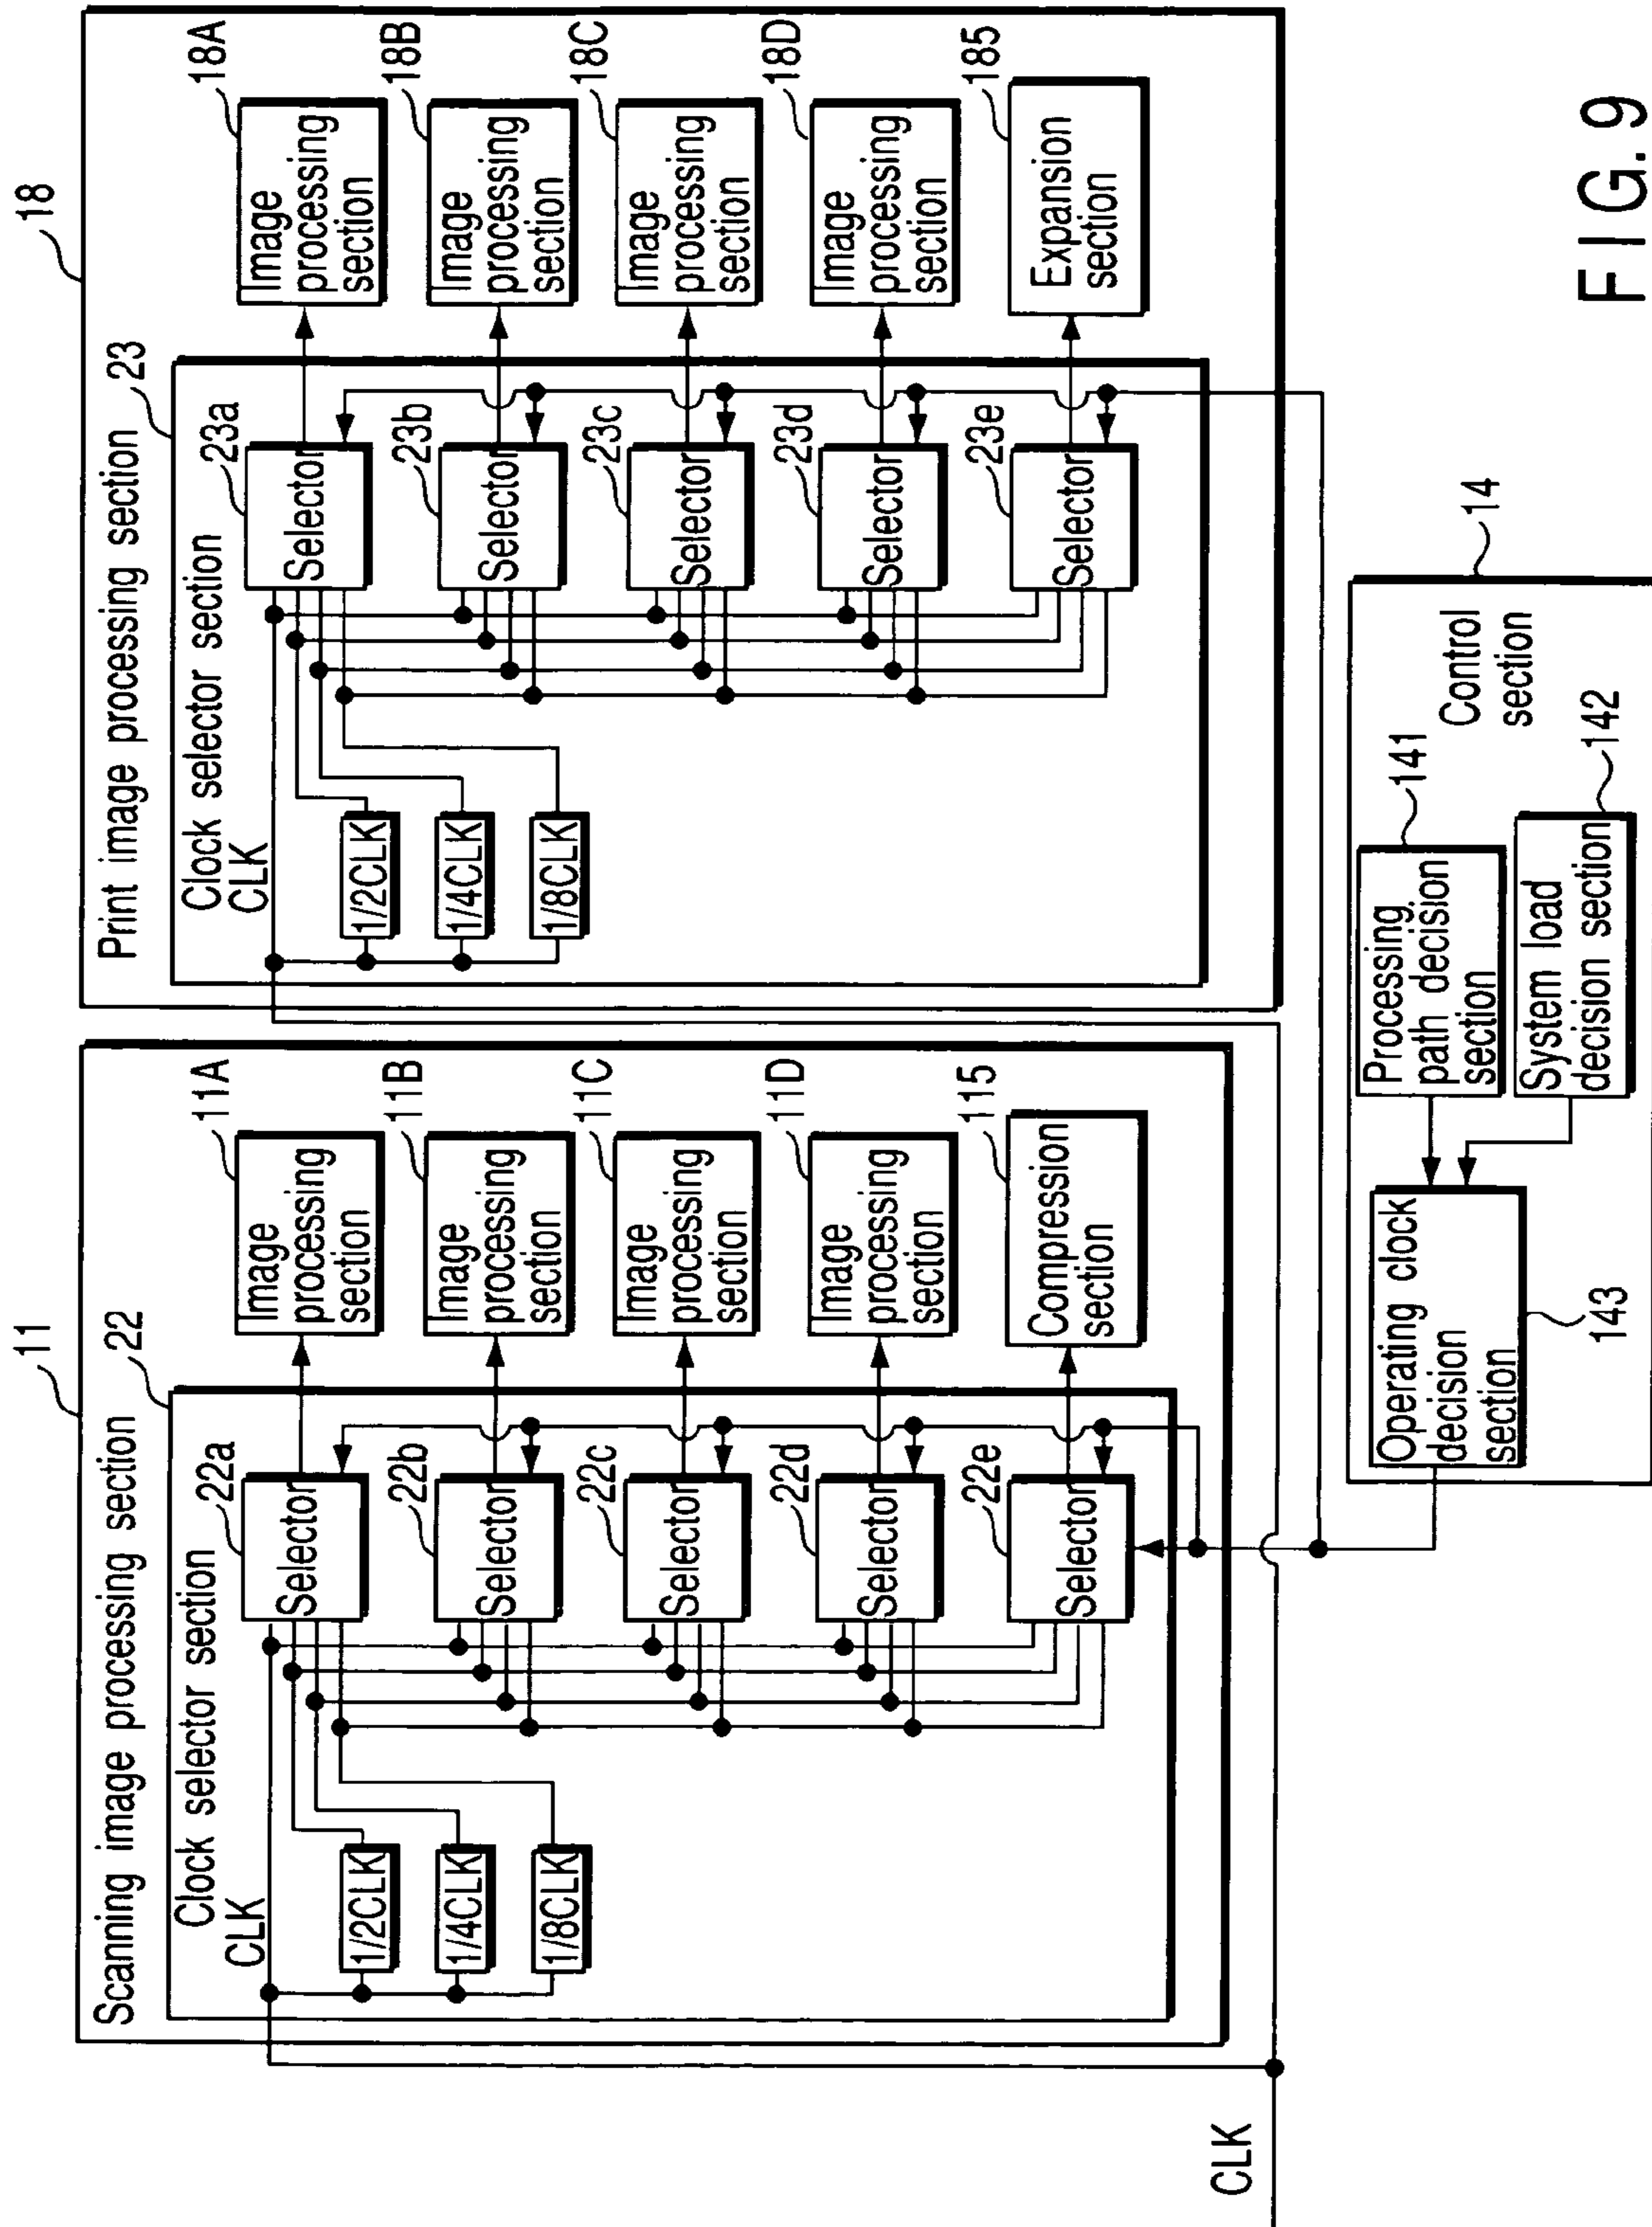 11
Scanning image processing section
22
Clock selector section
CLK
1/2CLK
1/4CLK
1/8CLK
22a
Selector
22b
Selector
22c
Selector
22d
Selector
22e
Selector
11A
Image
processing
section
11B
Image
processing
section
11C
Image
processing
section
11D
Image
processing
section
115
Compression
section
18
Print image processing section
23
Clock selector section
CLK
1/2CLK
1/4CLK
1/8CLK
23a
Selector
23b
Selector
23c
Selector
23d
Selector
23e
Selector
18A
Image
processing
section
18B
Image
processing
section
18C
Image
processing
section
18D
Image
processing
section
185
Expansion
section
CLK
14
Control
section
141
Processing
path decision
section
142
System load
decision section
Operating clock
decision
section
143
FIG. 9